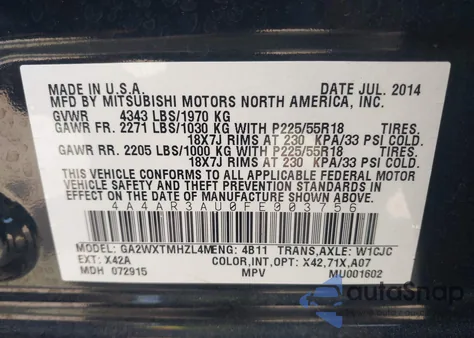 MADE IN U.S.A. DATE JUL. 2014
MFD BY MITSUBISHI MOTORS NORTH AMERICA, INC.
GVWR 4343 LBS/1970 KG
GAWR FR. 2271 LBS/1030 KG WITH P225/55R18 TIRES.
18X7J RIMS AT 230 KPA/33 PSI COLD.
GAWR RR. 2205 LBS/1000 KG WITH P225/55R18 TIRES.
18X7J RIMS AT 230 KPA/33 PSI COLD.
THIS VEHICLE CONFORMS TO ALL APPLICABLE
FEDERAL MOTOR
VEHICLE SAFETY AND THEFT PREVENTION STANDARDS
IN EFFECT ON THE DATE OF MANUFACTURE SHOWN ABOVE.
4A4AR3AU0FE003756
MODEL: GA2WXTMHZL4M ENG: 4B11 TRANS,AXLE: W1CJC
EXT: X42A COLOR,INT,OPT: X42,71X,A07
MDH 072915 MPV MU001602
autoSnap